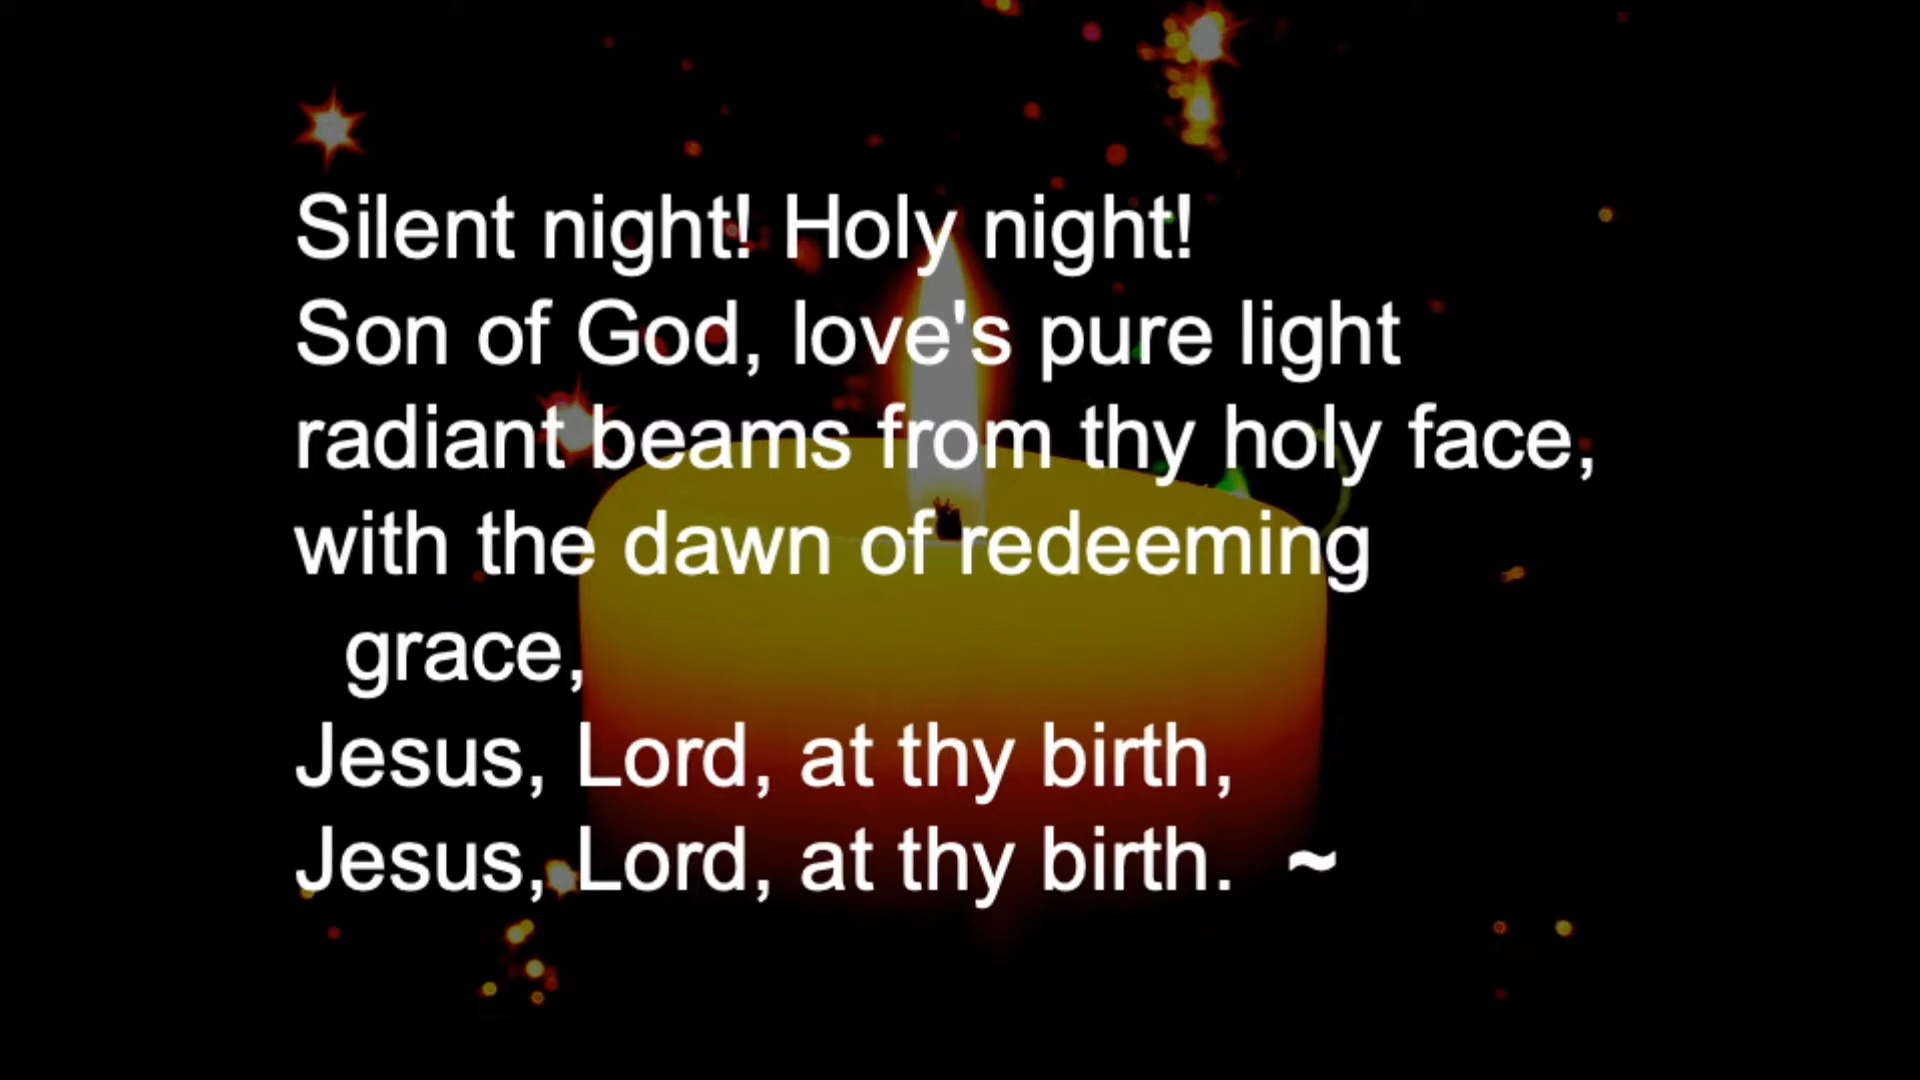 Silent night! Holy night!
Son of God, love's pure light
radiant beams from thy holy face,
with the dawn of redeeming
grace,
Jesus, Lord, at thy birth,
Jesus, Lord, at thy birth. ~